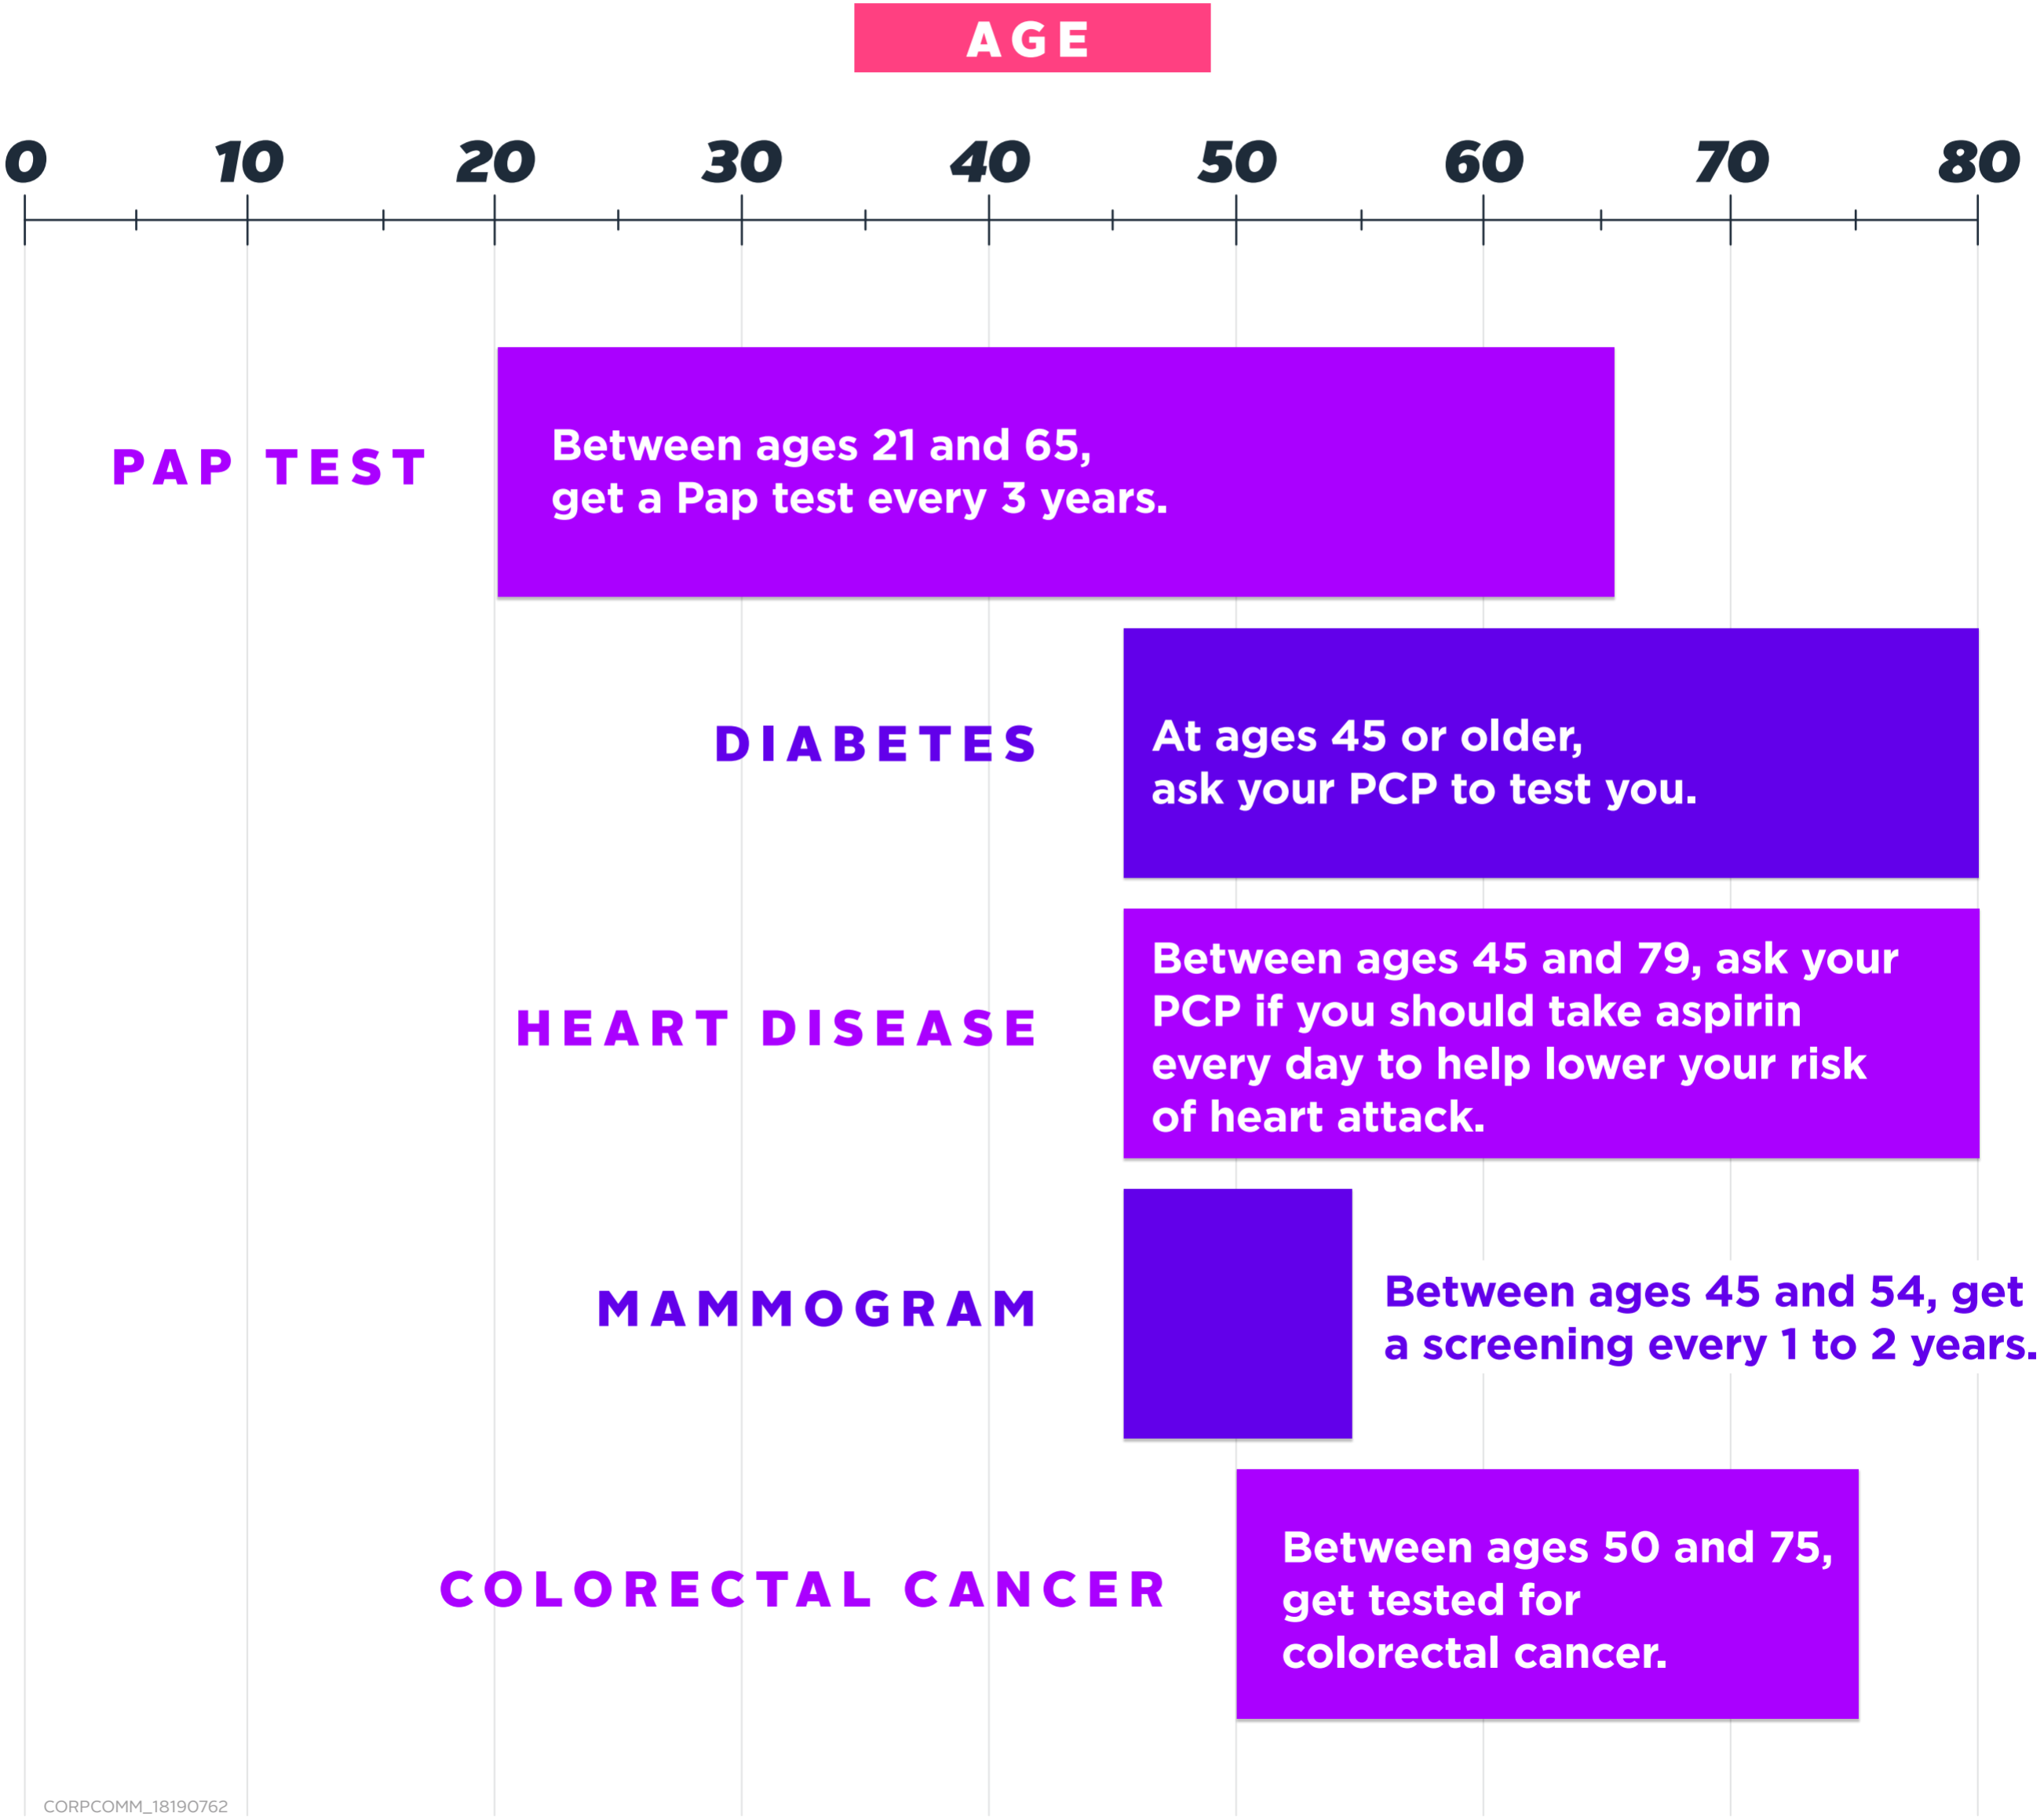 AGE
0 10 20 30 40 50 60 70 80
PAP TEST
Between ages 21 and 65,
get a Pap test every 3 years.
DIABETES
At ages 45 or older,
ask your PCP to test you.
HEART DISEASE
Between ages 45 and 79, ask your
PCP if you should take aspirin
every day to help lower your risk
of heart attack.
MAMMOGRAM
Between ages 45 and 54, get
a screening every 1 to 2 years.
COLORECTAL CANCER
Between ages 50 and 75,
get tested for
colorectal cancer.
CORPCOMM_18190762